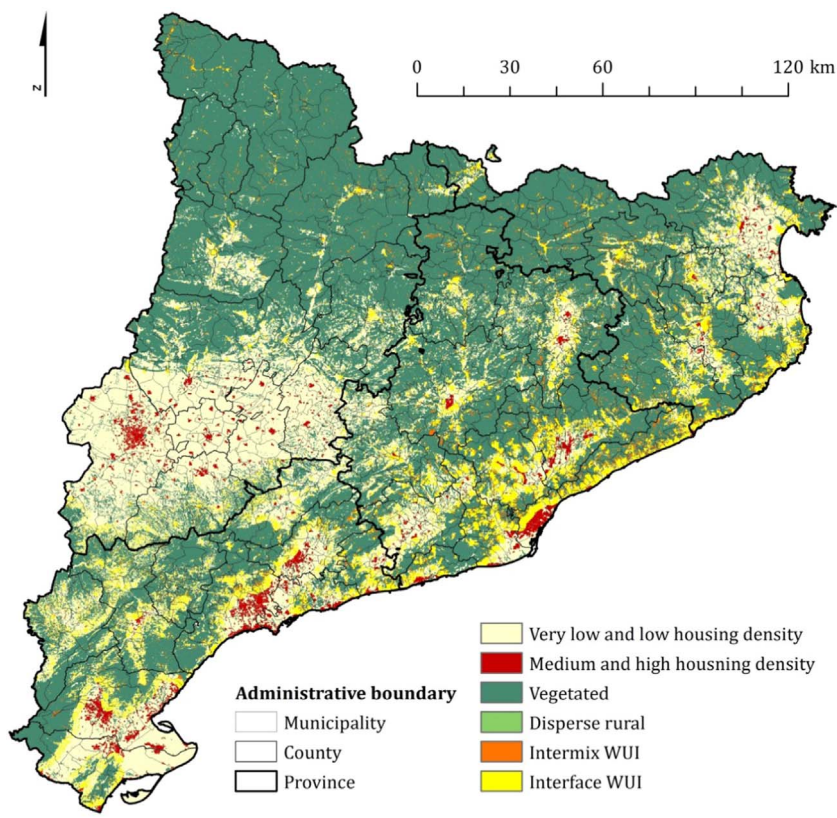 0 30 60 120 km
z
Very low and low housing density
Medium and high housning density
Vegetated
Disperse rural
Intermix WUI
Interface WUI
Administrative boundary
Municipality
County
Province